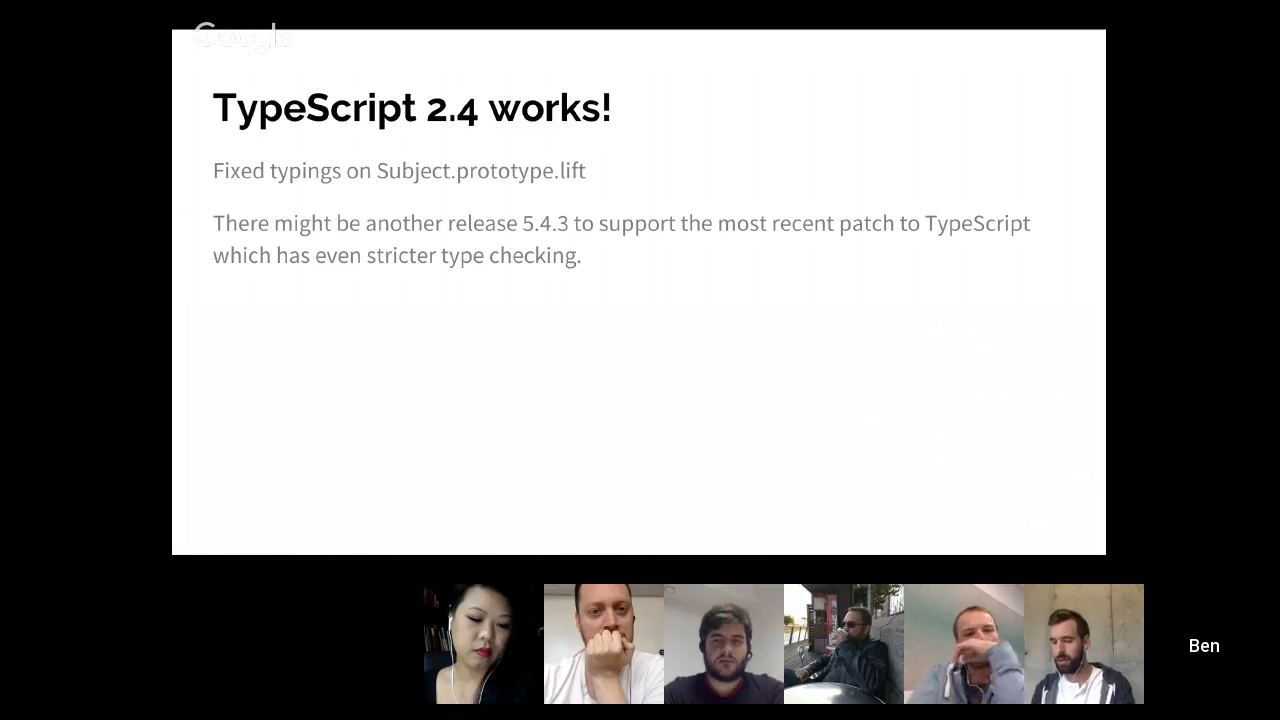 Google
TypeScript 2.4 works!
Fixed typings on Subject.prototype.lift
There might be another release 5.4.3 to support the most recent patch to TypeScript
which has even stricter type checking.
Ben